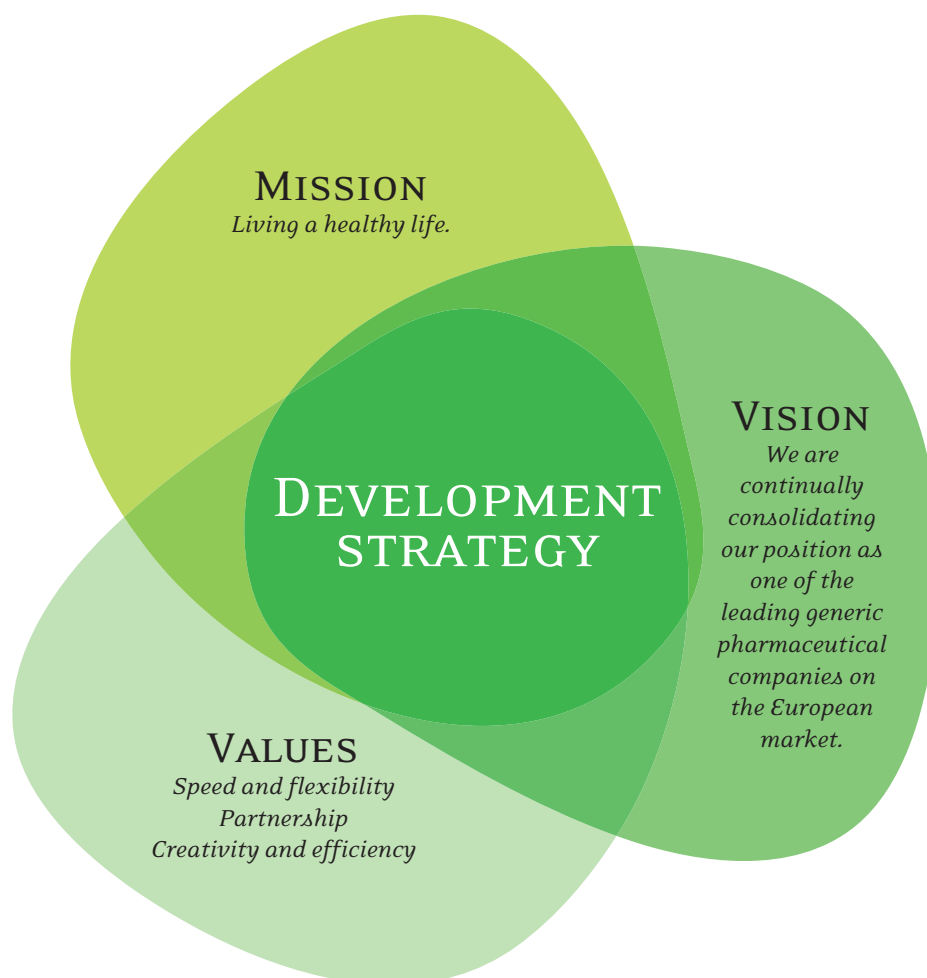 MISSION
Living a healthy life.
VISION
We are
continually
consolidating
our position as
one of the
leading generic
pharmaceutical
companies on
the European
market.
DEVELOPMENT
STRATEGY
VALUES
Speed and flexibility
Partnership
Creativity and efficiency